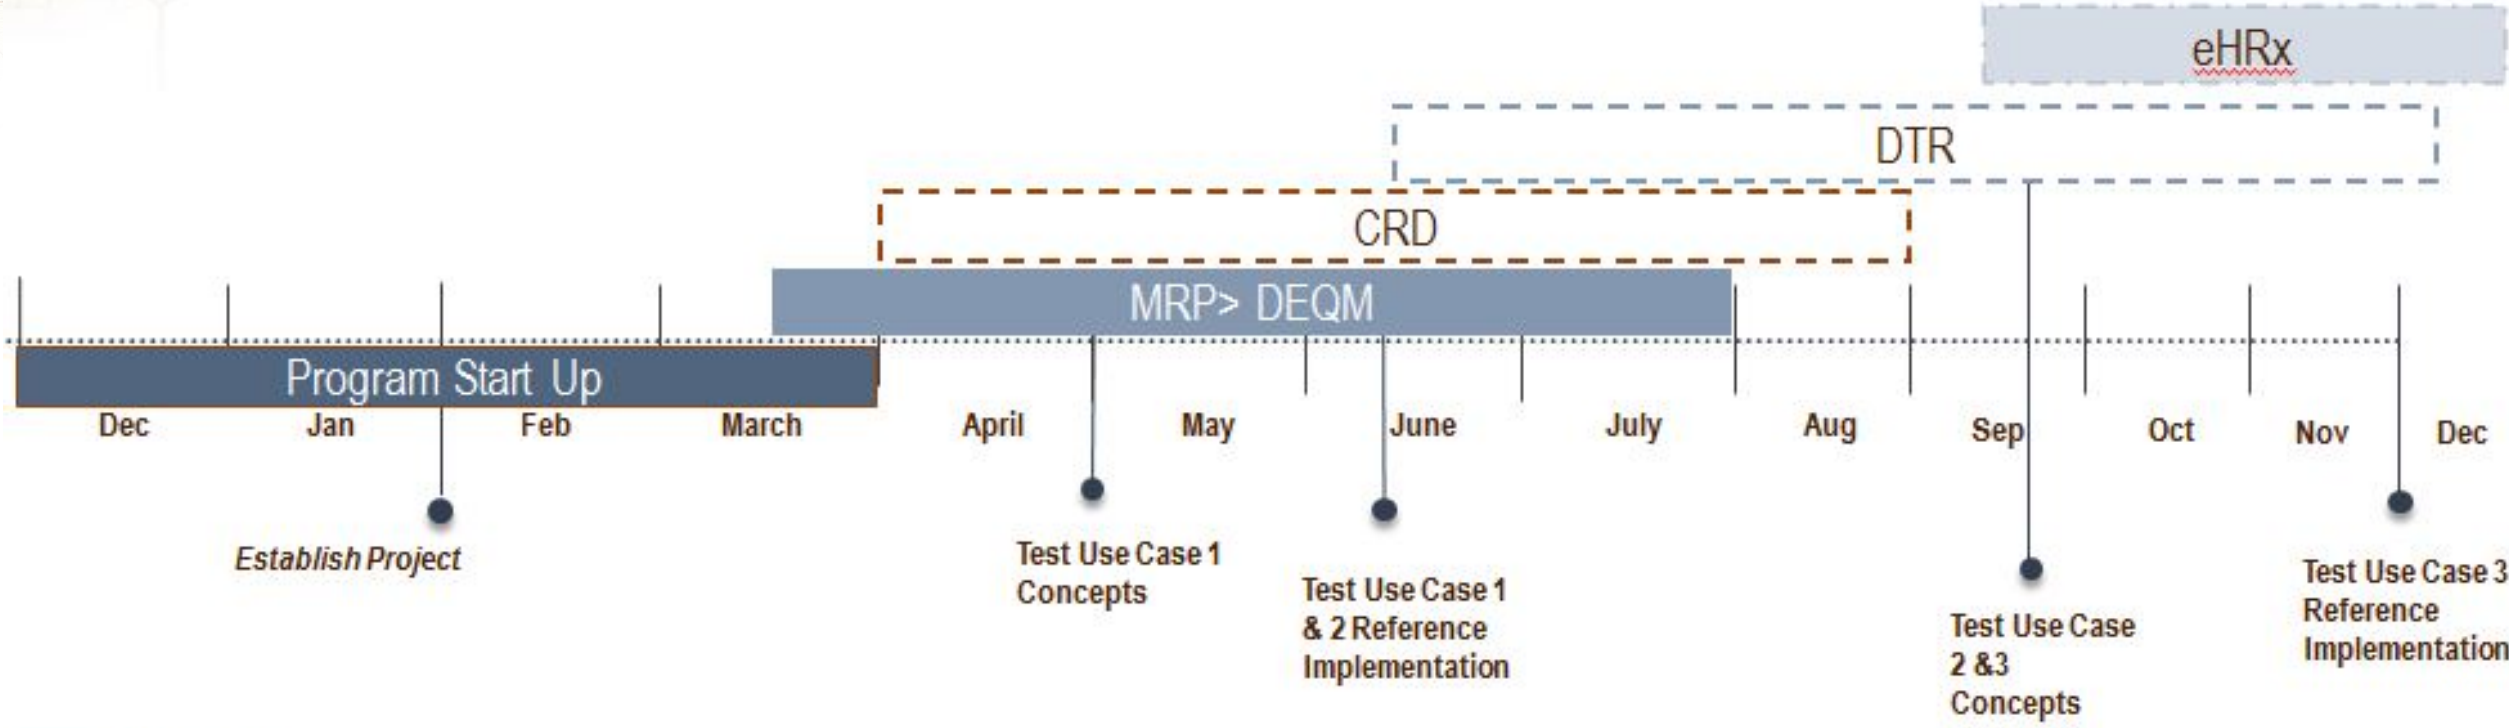 eHRx
DTR
CRD
MRP> DEQM
Program Start Up
Dec
Jan
Feb
March
April
May
June
July
Aug
Sep
Oct
Nov
Dec
Establish Project
Test Use Case 1
Concepts
Test Use Case 1
& 2 Reference
Implementation
Test Use Case
2 &3
Concepts
Test Use Case 3
Reference
Implementation